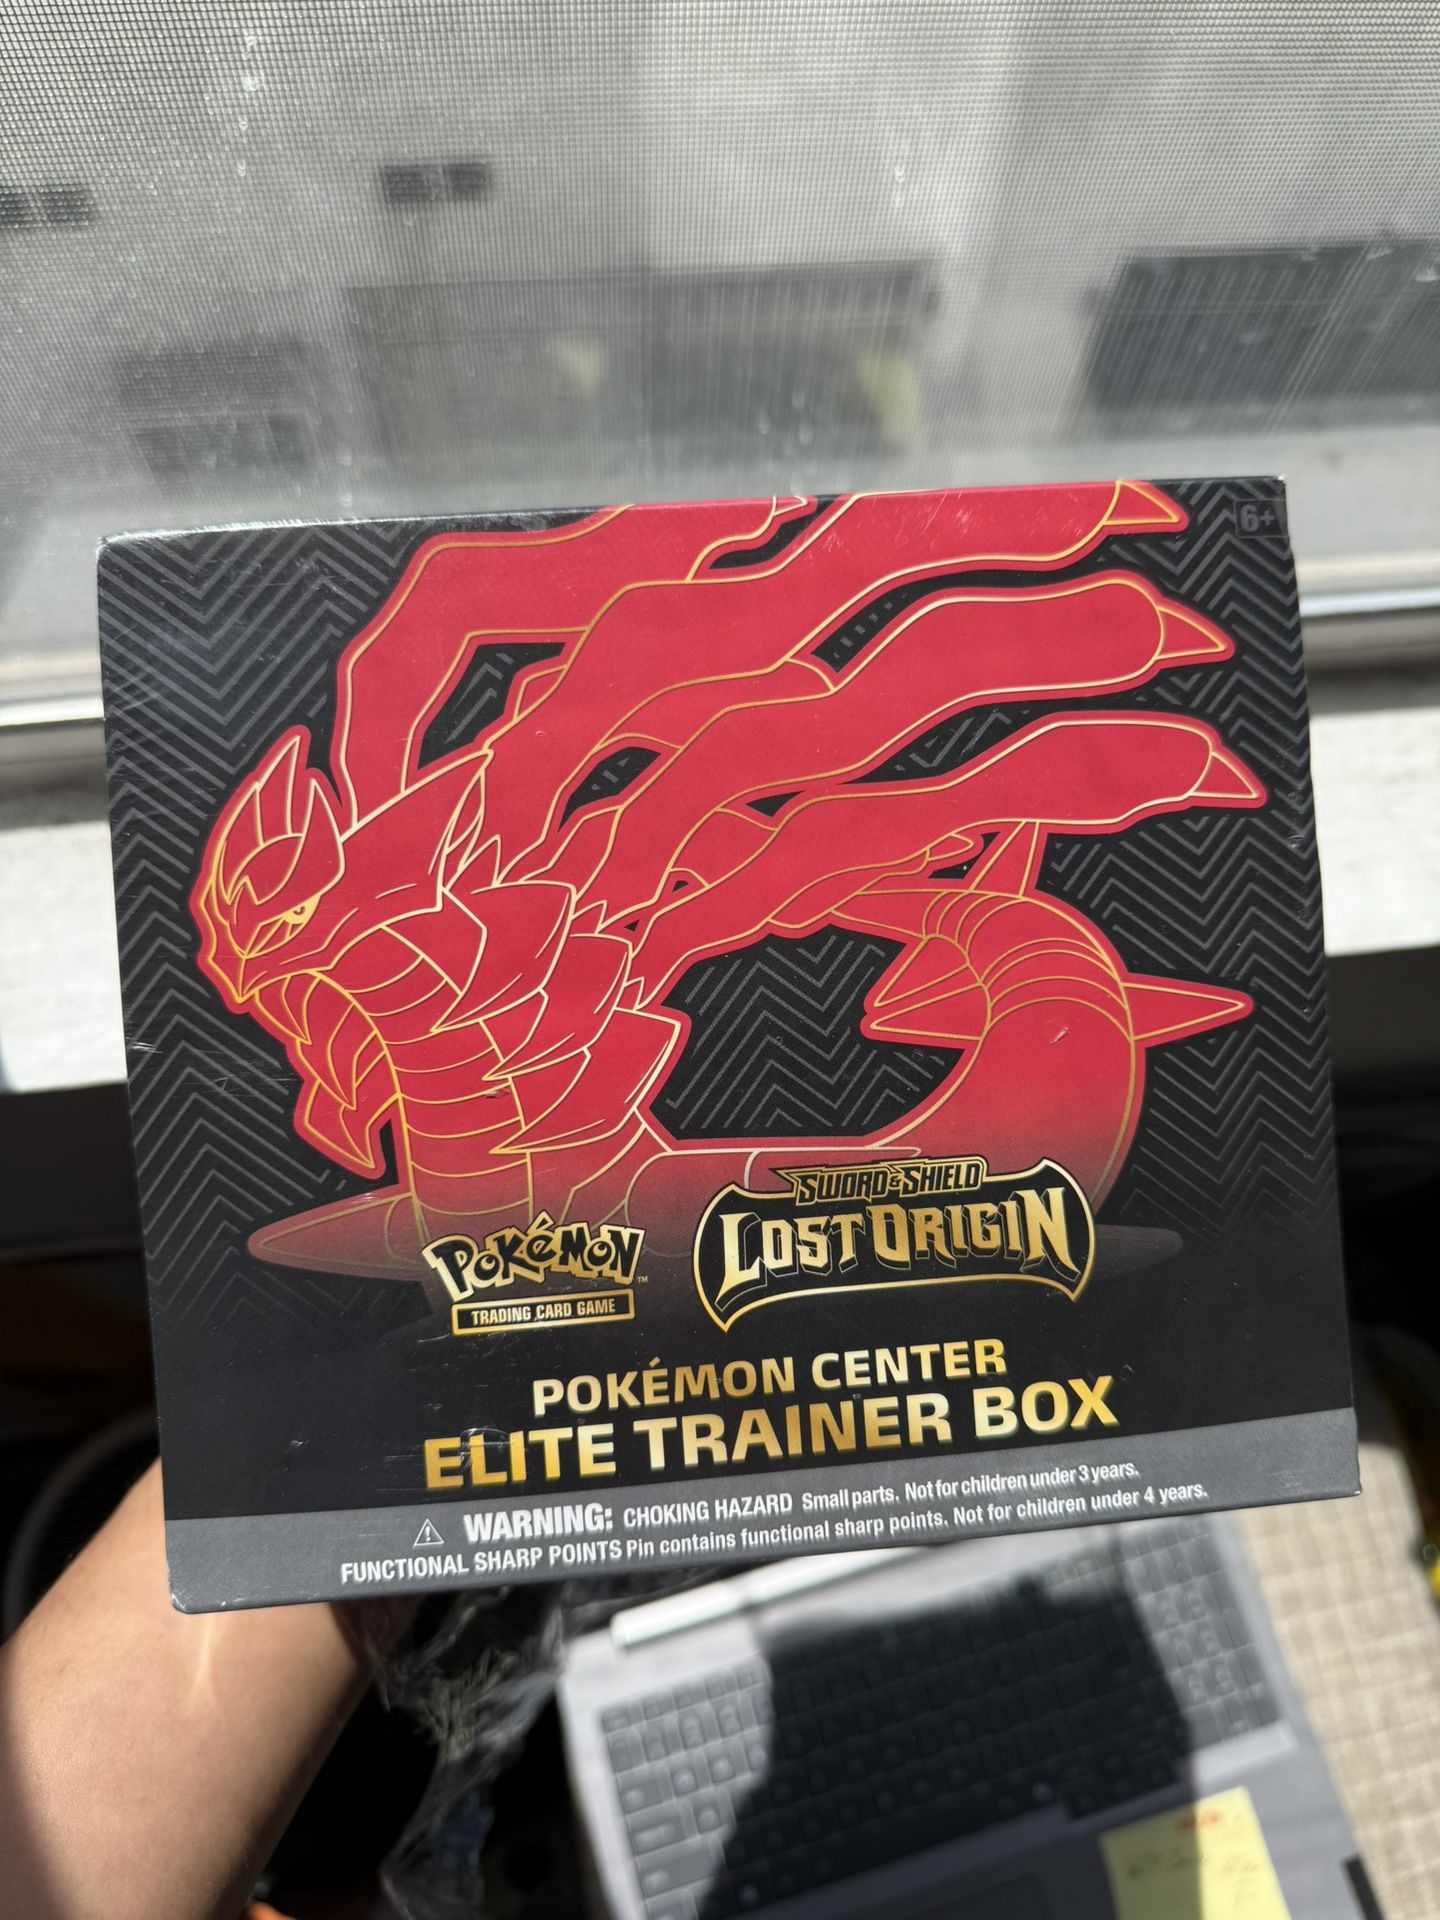 6+
SWORD & SHIELD
LOST ORIGIN
POKéMON™
TRADING CARD GAME
POKÉMON CENTER
ELITE TRAINER BOX
⚠ WARNING: CHOKING HAZARD Small parts. Not for children under 3 years.
FUNCTIONAL SHARP POINTS Pin contains functional sharp points. Not for children under 4 years.